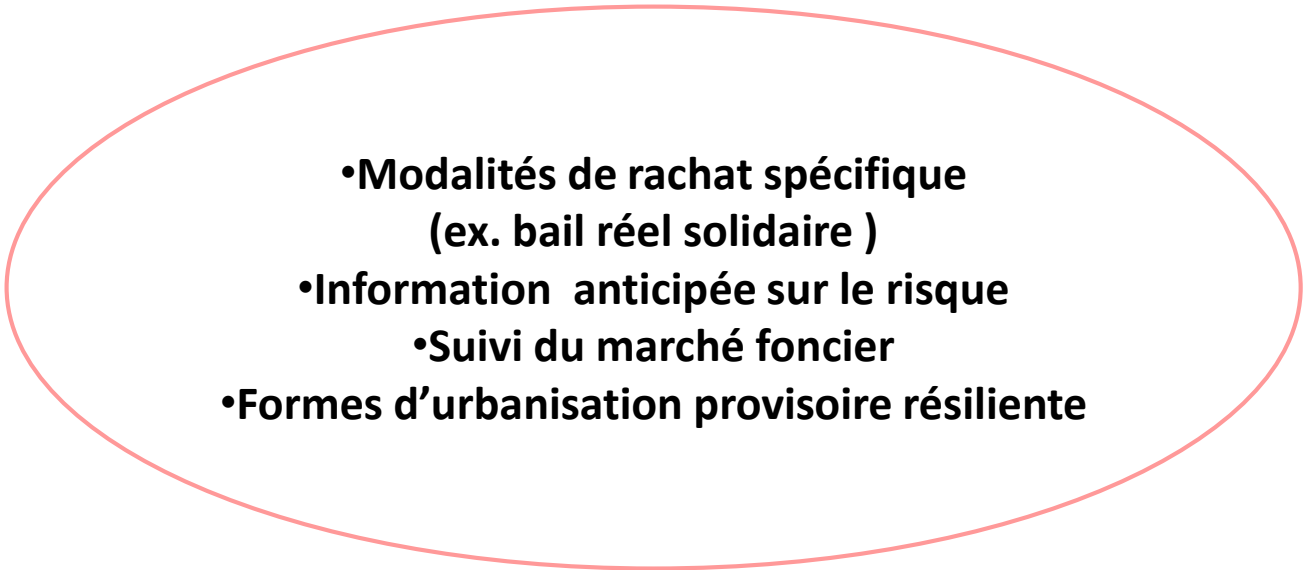 •Modalités de rachat spécifique
(ex. bail réel solidaire )
•Information  anticipée sur le risque
•Suivi du marché foncier
•Formes d’urbanisation provisoire résiliente